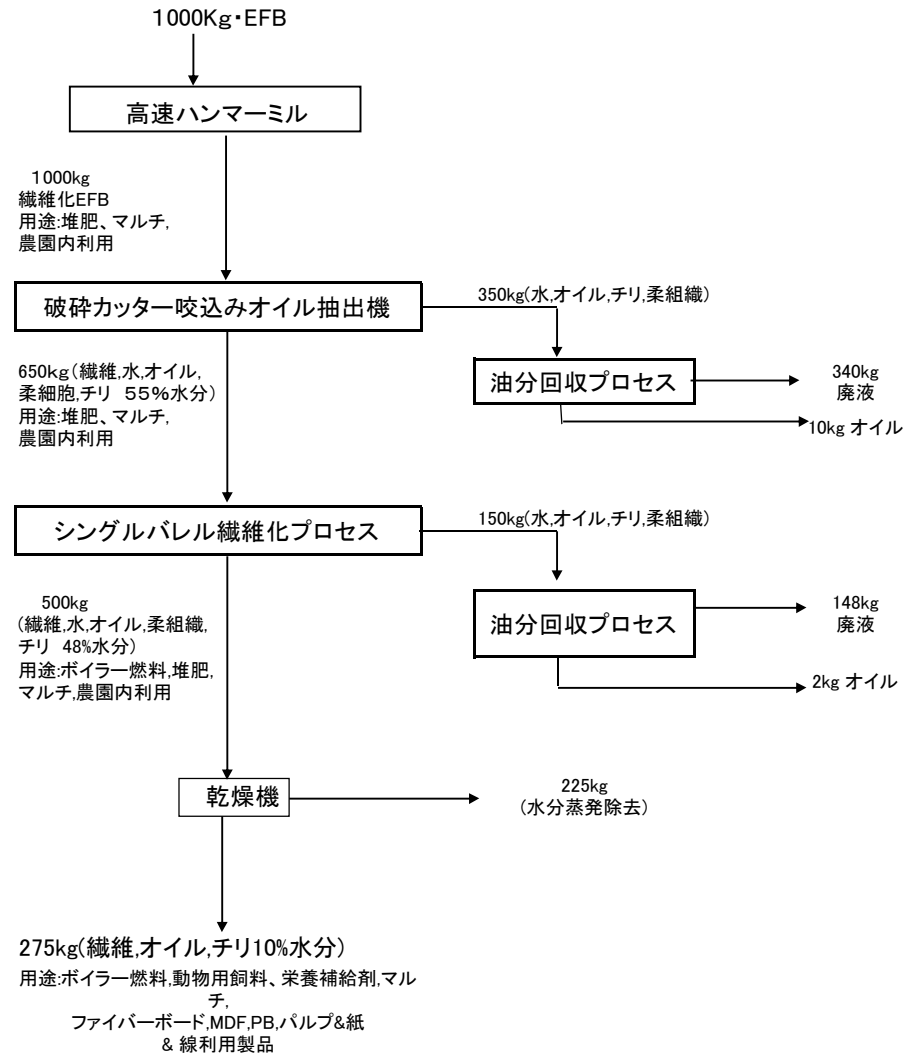 1000Kg・EFB
高速ハンマーミル
1000kg
繊維化EFB
用途:堆肥、マルチ,
農園内利用
破砕カッター咬込みオイル抽出機
350kg(水,オイル,チリ,柔組織)
650kg(繊維,水,オイル,
柔細胞,チリ 55%水分)
用途:堆肥、マルチ,
農園内利用
油分回収プロセス
340kg
廃液
10kg オイル
シングルバレル繊維化プロセス
150kg(水,オイル,チリ,柔組織)
500kg
(繊維,水,オイル,柔組織,
チリ 48%水分)
用途:ボイラー燃料,堆肥,
マルチ,農園内利用
油分回収プロセス
148kg
廃液
2kg オイル
乾燥機
225kg
(水分蒸発除去)
275kg(繊維,オイル,チリ10%水分)
用途:ボイラー燃料,動物用飼料、栄養補給剤,マル
チ,
ファイバーボード,MDF,PB,パルプ&紙
& 線利用製品